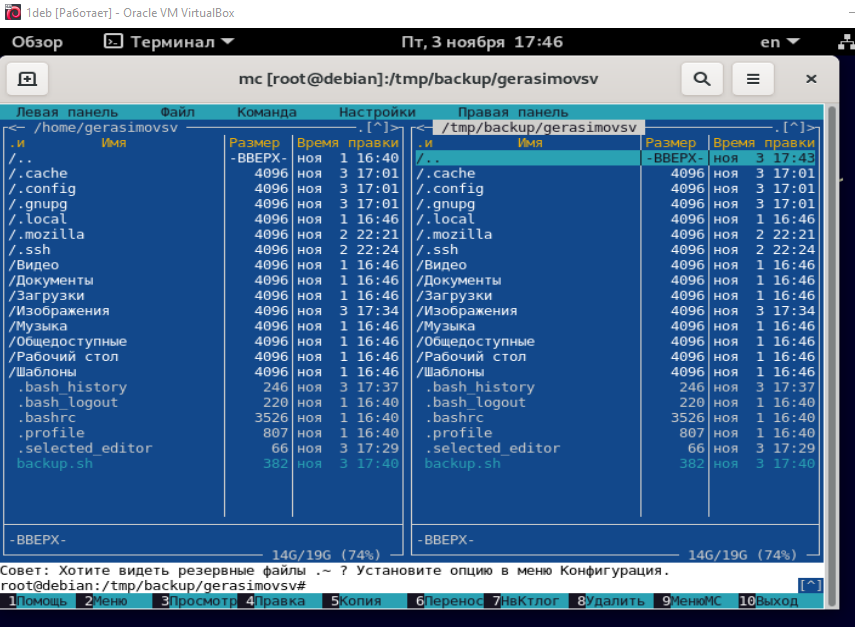 1deb [Работает] - Oracle VM VirtualBox
Обзор Терминал Пт, 3 ноября 17:46 en
mc [root@debian]:/tmp/backup/gerasimovsv
Левая панель Файл Команда Настройки Правая панель
<− /home/gerasimovsv .[^]> <− /tmp/backup/gerasimovsv .[^]>
.и Имя Размер Время правки .и Имя Размер Время правки
/.. -ВВЕРХ- ноя 1 16:40 /.. -ВВЕРХ- ноя 3 17:43
/.cache 4096 ноя 3 17:01 /.cache 4096 ноя 3 17:01
/.config 4096 ноя 3 17:01 /.config 4096 ноя 3 17:01
/.gnupg 4096 ноя 3 17:01 /.gnupg 4096 ноя 3 17:01
/.local 4096 ноя 1 16:46 /.local 4096 ноя 1 16:46
/.mozilla 4096 ноя 2 22:21 /.mozilla 4096 ноя 2 22:21
/.ssh 4096 ноя 2 22:24 /.ssh 4096 ноя 2 22:24
/Видео 4096 ноя 1 16:46 /Видео 4096 ноя 1 16:46
/Документы 4096 ноя 1 16:46 /Документы 4096 ноя 1 16:46
/Загрузки 4096 ноя 1 16:46 /Загрузки 4096 ноя 1 16:46
/Изображения 4096 ноя 3 17:34 /Изображения 4096 ноя 3 17:34
/Музыка 4096 ноя 1 16:46 /Музыка 4096 ноя 1 16:46
/Общедоступные 4096 ноя 1 16:46 /Общедоступные 4096 ноя 1 16:46
/Рабочий стол 4096 ноя 1 16:46 /Рабочий стол 4096 ноя 1 16:46
/Шаблоны 4096 ноя 1 16:46 /Шаблоны 4096 ноя 1 16:46
.bash_history 246 ноя 3 17:37 .bash_history 246 ноя 3 17:37
.bash_logout 220 ноя 1 16:40 .bash_logout 220 ноя 1 16:40
.bashrc 3526 ноя 1 16:40 .bashrc 3526 ноя 1 16:40
.profile 807 ноя 1 16:40 .profile 807 ноя 1 16:40
.selected_editor 66 ноя 3 17:29 .selected_editor 66 ноя 3 17:29
backup.sh 382 ноя 3 17:40 backup.sh 382 ноя 3 17:40
-ВВЕРХ- -ВВЕРХ-
14G/19G (74%) 14G/19G (74%)
Совет: Хотите видеть резервные файлы .~ ? Установите опцию в меню Конфигурация.
root@debian:/tmp/backup/gerasimovsv# [^]
1Помощь 2Меню 3Просмотр 4Правка 5Копия 6Перенос 7НвКтлог 8Удалить 9МенюМС 10Выход